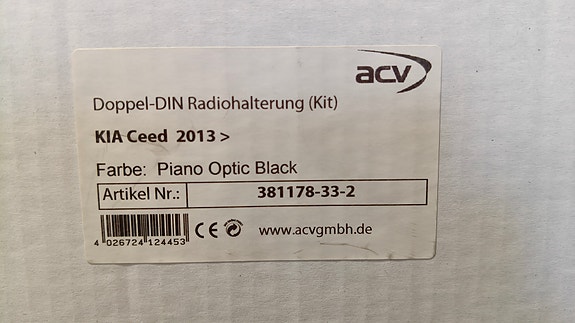 acv
Doppel-DIN Radiohalterung (Kit)
KIA Ceed 2013 >
Farbe: Piano Optic Black
Artikel Nr.: 381178-33-2
4 026724 124453 CE www.acvgmbh.de